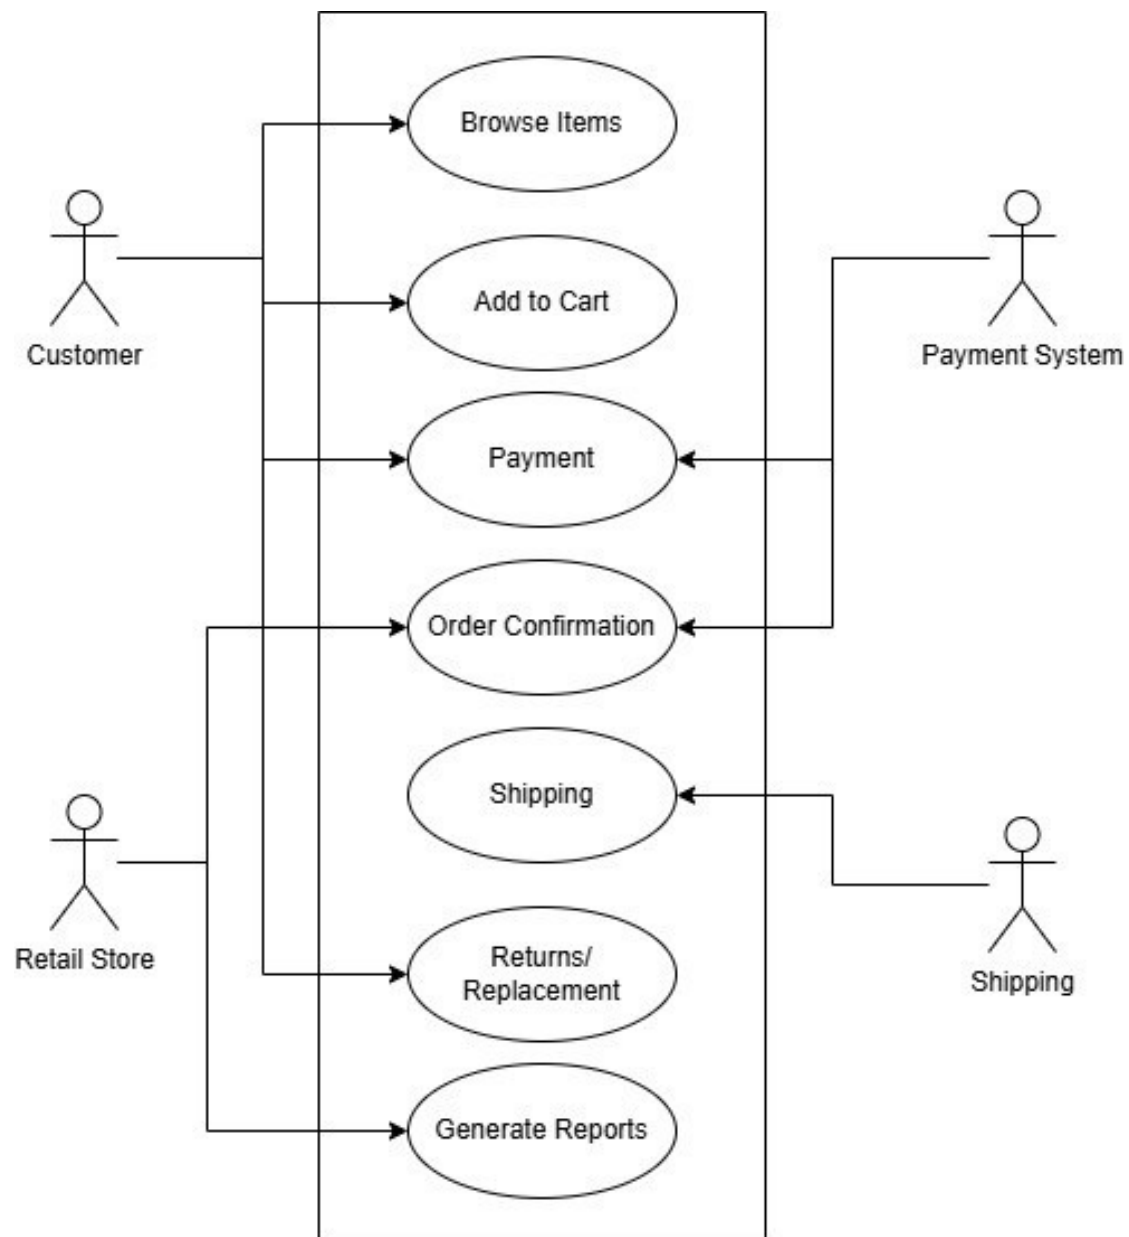 Browse Items
Add to Cart
Customer
Payment System
Payment
Order Confirmation
Shipping
Retail Store
Returns/
Replacement
Shipping
Generate Reports